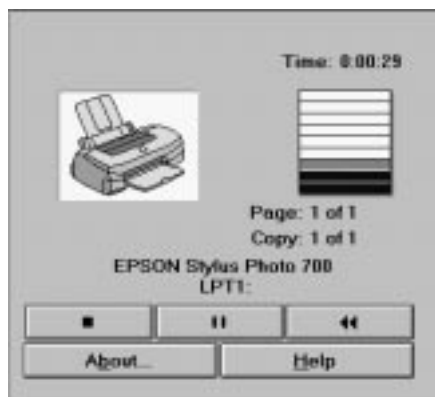 Time: 0:00:29
Page: 1 of 1
Copy: 1 of 1
EPSON Stylus Photo 700
LPT1:
About...
Help